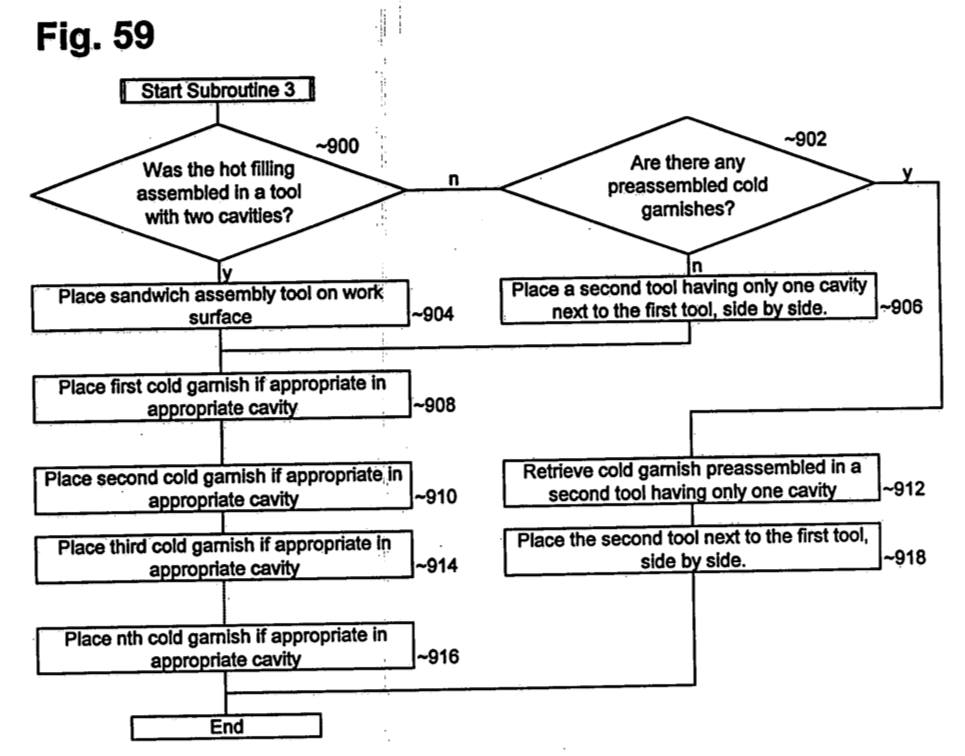 Fig. 59
Start Subroutine 3
~900
Was the hot filling
assembled in a tool
with two cavities?
n
~902
Are there any
preassembled cold
garnishes?
y
y
n
Place sandwich assembly tool on work
surface
~904
Place a second tool having only one cavity
next to the first tool, side by side.
~906
Place first cold garnish if appropriate in
appropriate cavity
~908
Place second cold garnish if appropriate in
appropriate cavity
~910
Retrieve cold garnish preassembled in a
second tool having only one cavity
~912
Place third cold garnish if appropriate in
appropriate cavity
~914
Place the second tool next to the first tool,
side by side.
~918
Place nth cold garnish if appropriate in
appropriate cavity
~916
End